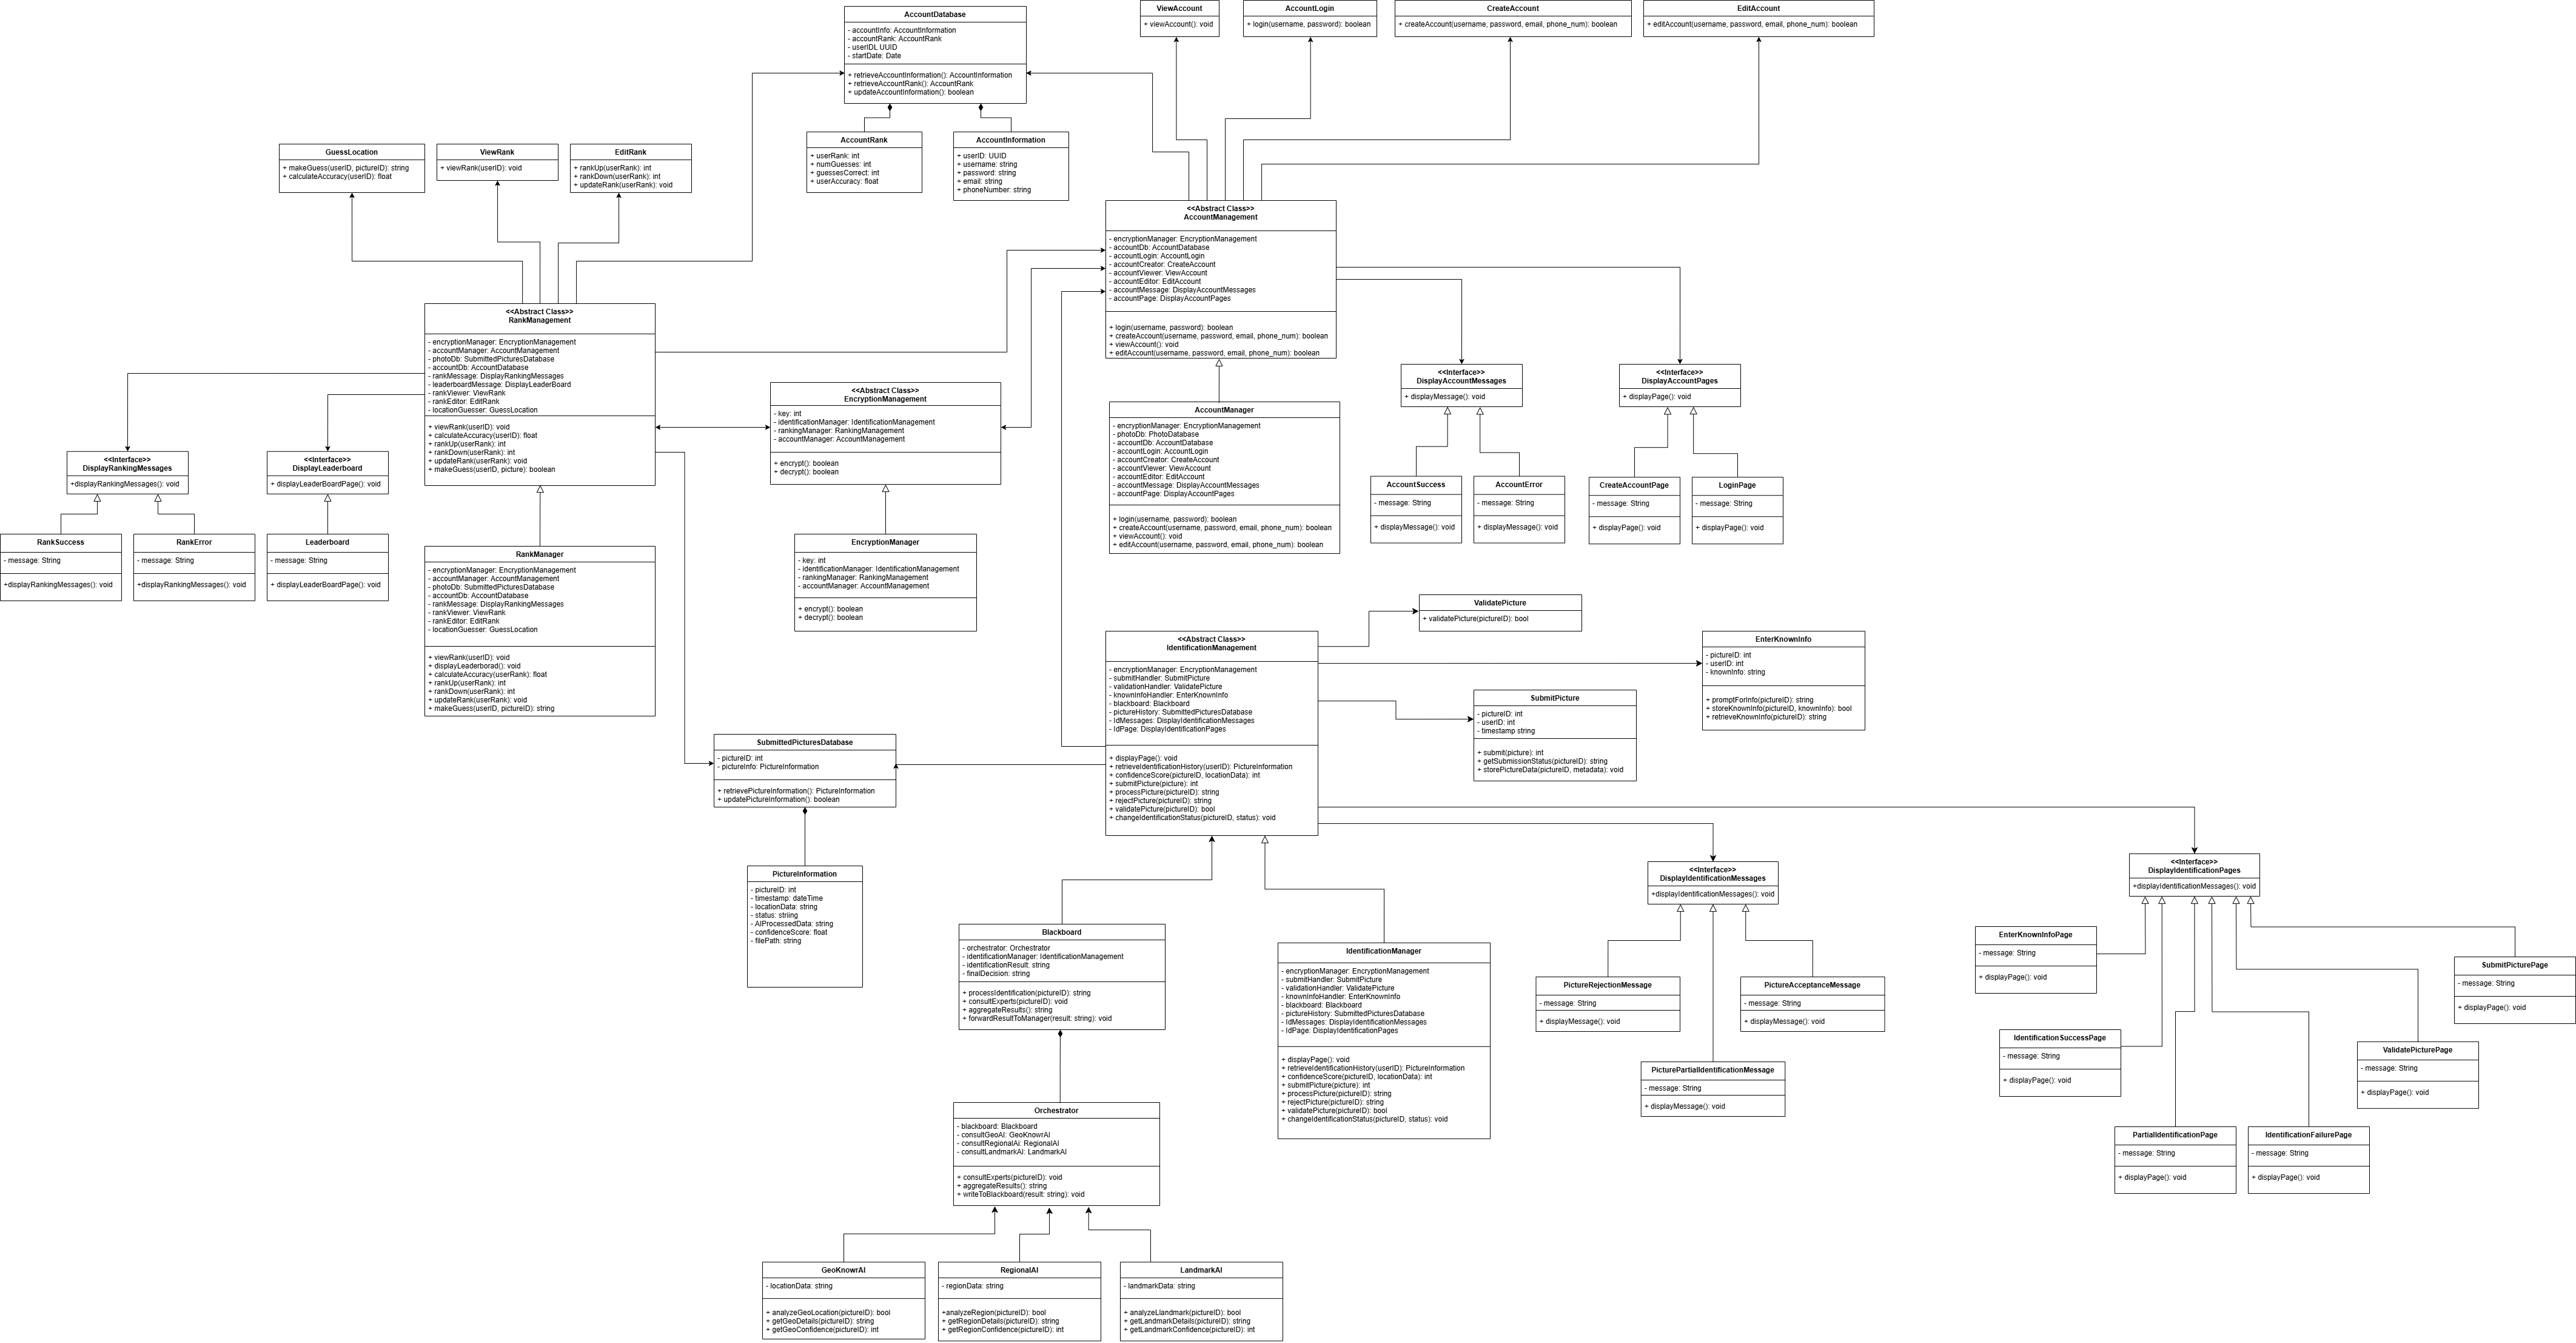 AccountDatabase
- accountInfo: AccountInformation
- accountRank: AccountRank
- userIDL UUID
- startDate: Date
+ retrieveAccountInformation(): AccountInformation
+ retrieveAccountRank(): AccountRank
+ updateAccountInformation(): boolean
ViewAccount
+ viewAccount(): void
AccountLogin
+ login(username, password): boolean
CreateAccount
+ createAccount(username, password, email, phone_num): boolean
EditAccount
+ editAccount(username, password, email, phone_num): boolean
GuessLocation
+ makeGuess(userID, pictureID): string
+ calculateAccuracy(userID): float
ViewRank
+ viewRank(userID): void
EditRank
+ rankUp(userRank): int
+ rankDown(userRank): int
+ updateRank(userRank): void
AccountRank
+ userRank: int
+ numGuesses: int
+ guessesCorrect: int
+ userAccuracy: float
AccountInformation
+ userID: UUID
+ username: string
+ password: string
+ email: string
+ phoneNumber: string
<<Abstract Class>>
AccountManagement
- encryptionManager: EncryptionManagement
- accountDb: AccountDatabase
- accountLogin: AccountLogin
- accountCreator: CreateAccount
- accountViewer: ViewAccount
- accountEditor: EditAccount
- accountMessage: DisplayAccountMessages
- accountPage: DisplayAccountPages
+ login(username, password): boolean
+ createAccount(username, password, email, phone_num): boolean
+ viewAccount(): void
+ editAccount(username, password, email, phone_num): boolean
<<Abstract Class>>
RankManagement
- encryptionManager: EncryptionManagement
- accountManager: AccountManagement
- photoDb: SubmittedPicturesDatabase
- accountDb: AccountDatabase
- rankMessage: DisplayRankingMessages
- leaderboardMessage: DisplayLeaderBoard
- rankViewer: ViewRank
- rankEditor: EditRank
- locationGuesser: GuessLocation
+ viewRank(userID): void
+ calculateAccuracy(userID): float
+ rankUp(userRank): int
+ rankDown(userRank): int
+ updateRank(userRank): void
+ makeGuess(userID, picture): boolean
<<Abstract Class>>
EncryptionManagement
- key: int
- identificationManager: IdentificationManagement
- rankingManager: RankingManagement
- accountManager: AccountManagement
+ encrypt(): boolean
+ decrypt(): boolean
<<Interface>>
DisplayAccountMessages
+ displayMessage(): void
<<Interface>>
DisplayAccountPages
+ displayPage(): void
AccountManager
- encryptionManager: EncryptionManagement
- photoDb: PhotoDatabase
- accountDb: AccountDatabase
- accountLogin: AccountLogin
- accountCreator: CreateAccount
- accountViewer: ViewAccount
- accountEditor: EditAccount
- accountMessage: DisplayAccountMessages
- accountPage: DisplayAccountPages
+ login(username, password): boolean
+ createAccount(username, password, email, phone_num): boolean
+ viewAccount(): void
+ editAccount(username, password, email, phone_num): boolean
<<Interface>>
DisplayRankingMessages
+displayRankingMessages(): void
<<Interface>>
DisplayLeaderboard
+ displayLeaderBoardPage(): void
AccountSuccess
- message: String
+ displayMessage(): void
AccountError
- message: String
+ displayMessage(): void
CreateAccountPage
- message: String
+ displayPage(): void
LoginPage
- message: String
+ displayPage(): void
RankSuccess
- message: String
+displayRankingMessages(): void
RankError
- message: String
+displayRankingMessages(): void
Leaderboard
- message: String
+ displayLeaderBoardPage(): void
RankManager
- encryptionManager: EncryptionManagement
- accountManager: AccountManagement
- photoDb: SubmittedPicturesDatabase
- accountDb: AccountDatabase
- rankMessage: DisplayRankingMessages
- rankViewer: ViewRank
- rankEditor: EditRank
- locationGuesser: GuessLocation
+ viewRank(userID): void
+ displayLeaderborad(): void
+ calculateAccuracy(userRank): float
+ rankUp(userRank): int
+ rankDown(userRank): int
+ updateRank(userRank): void
+ makeGuess(userID, pictureID): string
EncryptionManager
- key: int
- identificationManager: IdentificationManagement
- rankingManager: RankingManagement
- accountManager: AccountManagement
+ encrypt(): boolean
+ decrypt(): boolean
ValidatePicture
+ validatePicture(pictureID): bool
<<Abstract Class>>
IdentificationManagement
- encryptionManager: EncryptionManagement
- submitHandler: SubmitPicture
- validationHandler: ValidatePicture
- knownInfoHandler: EnterKnownInfo
- blackboard: Blackboard
- pictureHistory: SubmittedPicturesDatabase
- IdMessages: DisplayIdentificationMessages
- IdPage: DisplayIdentificationPages
+ displayPage(): void
+ retrieveIdentificationHistory(userID): PictureInformation
+ confidenceScore(pictureID, locationData): int
+ submitPicture(picture): int
+ processPicture(pictureID): string
+ rejectPicture(pictureID): string
+ validatePicture(pictureID): bool
+ changeIdentificationStatus(pictureID, status): void
EnterKnownInfo
- pictureID: int
- userID: int
- knownInfo: string
+ promptForInfo(pictureID): string
+ storeKnownInfo(pictureID, knownInfo): bool
+ retrieveKnownInfo(pictureID): string
SubmitPicture
- pictureID: int
- userID: int
- timestamp string
+ submit(picture): int
+ getSubmissionStatus(pictureID): string
+ storePictureData(pictureID, metadata): void
SubmittedPicturesDatabase
- pictureID: int
- pictureInfo: PictureInformation
+ retrievePictureInformation(): PictureInformation
+ updatePictureInformation(): boolean
PictureInformation
- pictureID: int
- timestamp: dateTime
- locationData: string
- status: striing
- AIProcessedData: string
- confidenceScore: float
- filePath: string
<<Interface>>
DisplayIdentificationMessages
+displayIdentificationMessages(): void
<<Interface>>
DisplayIdentificationPages
+displayIdentificationMessages(): void
Blackboard
- orchestrator: Orchestrator
- identificationManager: IdentificationManagement
- identificationResult: string
- finalDecision: string
+ processIdentification(pictureID): string
+ consultExperts(pictureID): void
+ aggregateResults(): string
+ forwardResultToManager(result: string): void
IdentificationManager
- encryptionManager: EncryptionManagement
- submitHandler: SubmitPicture
- validationHandler: ValidatePicture
- knownInfoHandler: EnterKnownInfo
- blackboard: Blackboard
- pictureHistory: SubmittedPicturesDatabase
- IdMessages: DisplayIdentificationMessages
- IdPage: DisplayIdentificationPages
+ displayPage(): void
+ retrieveIdentificationHistory(userID): PictureInformation
+ confidenceScore(pictureID, locationData): int
+ submitPicture(picture): int
+ processPicture(pictureID): string
+ rejectPicture(pictureID): string
+ validatePicture(pictureID): bool
+ changeIdentificationStatus(pictureID, status): void
EnterKnownInfoPage
- message: String
+ displayPage(): void
SubmitPicturePage
- message: String
+ displayPage(): void
PictureRejectionMessage
- message: String
+ displayMessage(): void
PictureAcceptanceMessage
- message: String
+ displayMessage(): void
IdentificationSuccessPage
- message: String
+ displayPage(): void
ValidatePicturePage
- message: String
+ displayPage(): void
PicturePartialIdentificationMessage
- message: String
+ displayMessage(): void
Orchestrator
- blackboard: Blackboard
- consultGeoAI: GeoKnowrAI
- consultRegionalAi: RegionalAI
- consultLandmarkAI: LandmarkAI
+ consultExperts(pictureID): void
+ aggregateResults(): string
+ writeToBlackboard(result: string): void
PartialIdentificationPage
- message: String
+ displayPage(): void
IdentificationFailurePage
- message: String
+ displayPage(): void
GeoKnowrAI
- locationData: string
+ analyzeGeoLocation(pictureID): bool
+ getGeoDetails(pictureID): string
+ getGeoConfidence(pictureID): int
RegionalAI
- regionData: string
+analyzeRegion(pictureID): bool
+ getRegionDetails(pictureID): string
+ getRegionConfidence(pictureID): int
LandmarkAI
- landmarkData: string
+ analyzeLlandmark(pictureID): bool
+ getLandmarkDetails(pictureID): string
+ getLandmarkConfidence(pictureID): int